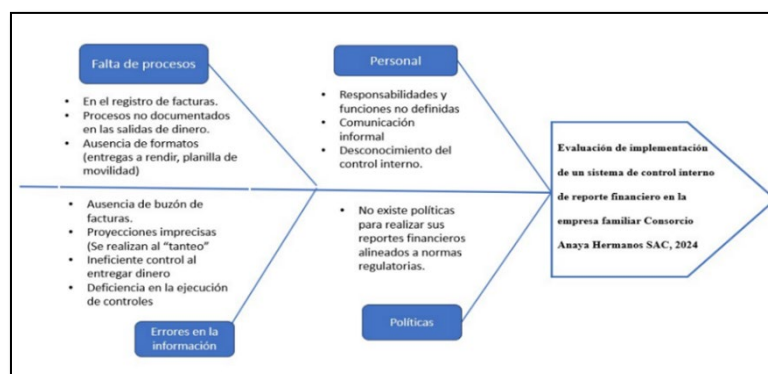 Falta de procesos
• En el registro de facturas.
• Procesos no documentados
en las salidas de dinero.
• Ausencia de formatos
(entregas a rendir, planilla de
movilidad)
Personal
• Responsabilidades y
funciones no definidas
• Comunicación
informal
• Desconocimiento del
control interno.
Evaluación de implementación
de un sistema de control interno
de reporte financiero en la
empresa familiar Consorcio
Anaya Hermanos SAC, 2024
• Ausencia de buzón de
facturas.
• Proyecciones imprecisas
(Se realizan al “tanteo”
• Ineficiente control al
entregar dinero
• Deficiencia en la ejecución
de controles
Errores en la
información
• No existe políticas
para realizar sus
reportes financieros
alineados a normas
regulatorias.
Políticas